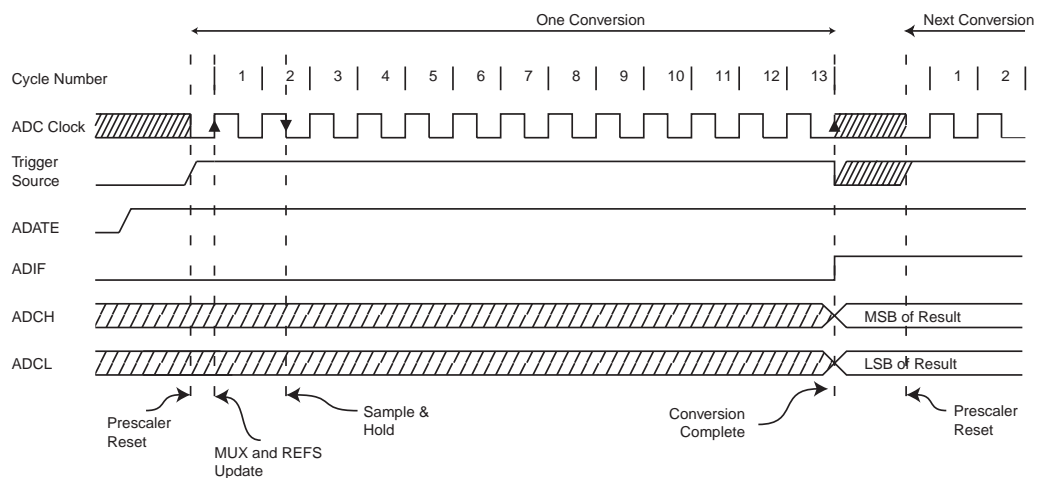 One Conversion
Next Conversion
Cycle Number
1 2 3 4 5 6 7 8 9 10 11 12 13 1 2
ADC Clock
Trigger
Source
ADATE
ADIF
ADCH
MSB of Result
ADCL
LSB of Result
Prescaler
Reset
MUX and REFS
Update
Sample &
Hold
Conversion
Complete
Prescaler
Reset